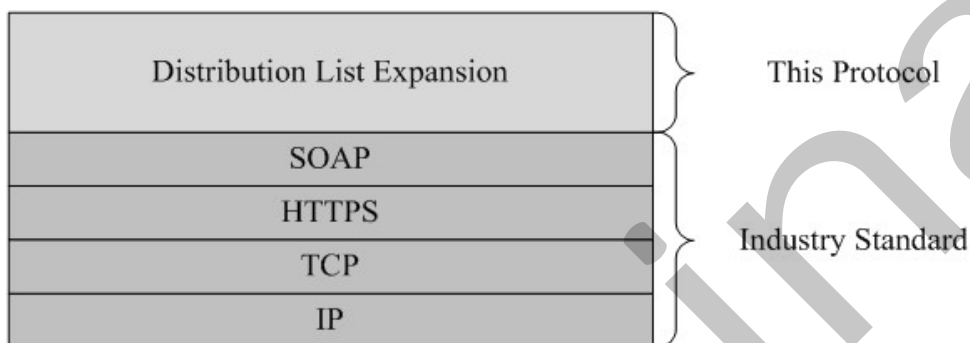 Distribution List Expansion
This Protocol
SOAP
HTTPS
TCP
IP
Industry Standard